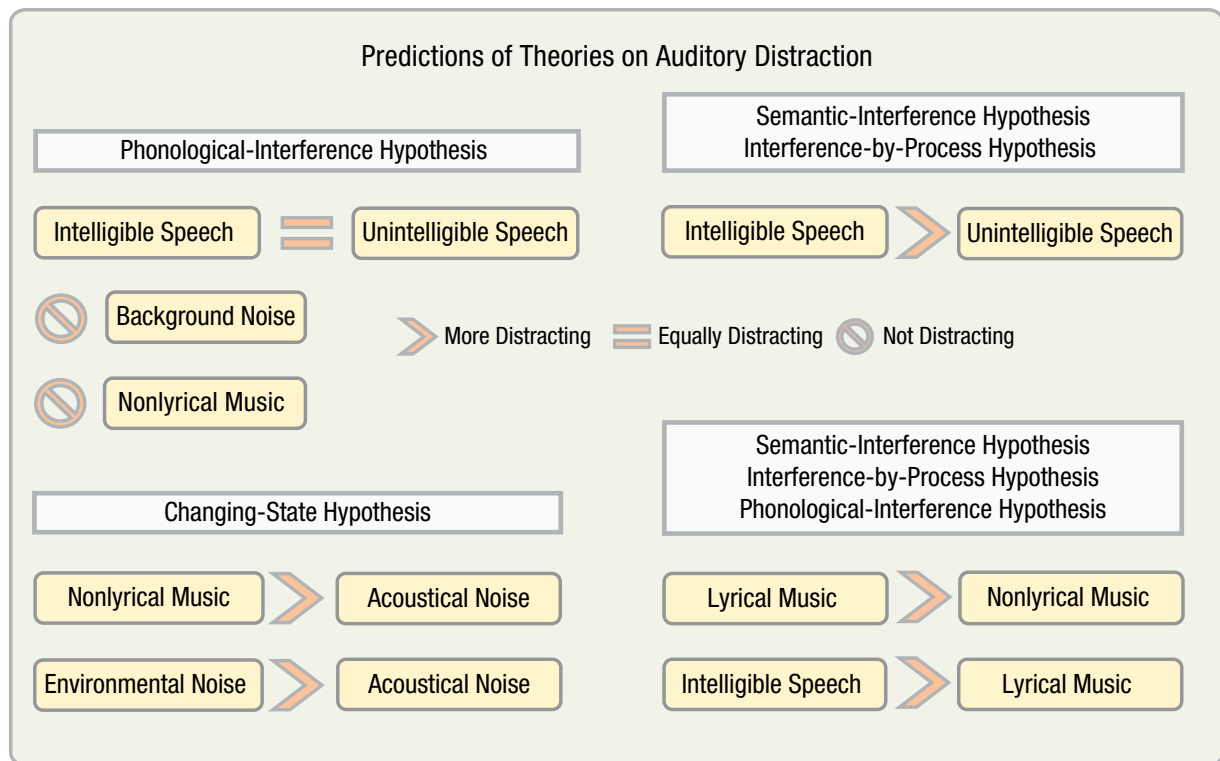 Predictions of Theories on Auditory Distraction
Phonological-Interference Hypothesis
Intelligible Speech
Unintelligible Speech
Background Noise
Nonlyrical Music
Semantic-Interference Hypothesis
Interference-by-Process Hypothesis
Intelligible Speech
Unintelligible Speech
More Distracting
Equally Distracting
Not Distracting
Changing-State Hypothesis
Nonlyrical Music
Acoustical Noise
Environmental Noise
Acoustical Noise
Semantic-Interference Hypothesis
Interference-by-Process Hypothesis
Phonological-Interference Hypothesis
Lyrical Music
Nonlyrical Music
Intelligible Speech
Lyrical Music